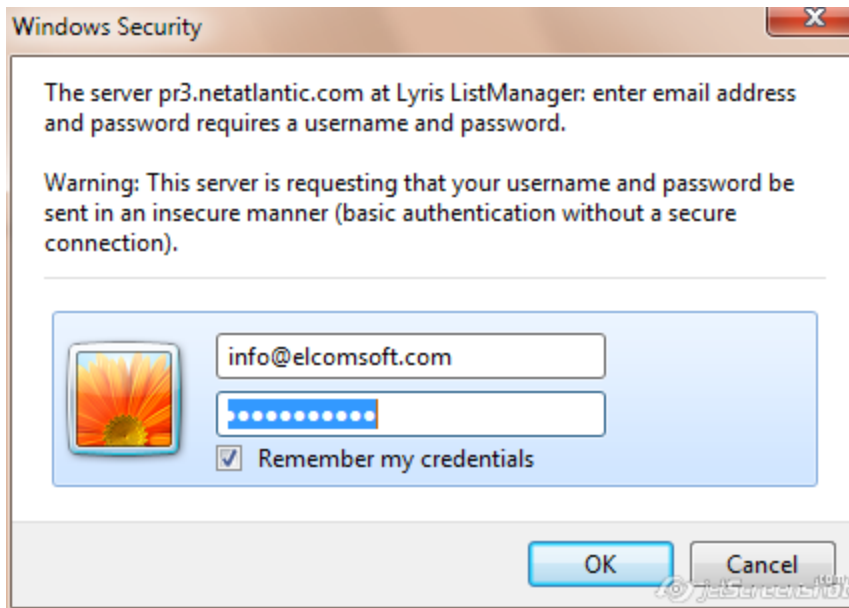 Windows Security
The server pr3.netatlantic.com at Lyris ListManager: enter email address
and password requires a username and password.
Warning: This server is requesting that your username and password be
sent in an insecure manner (basic authentication without a secure
connection).
info@elcomsoft.com
●●●●●●●●●●●
Remember my credentials
OK
Cancel
jetScreenshot
.com